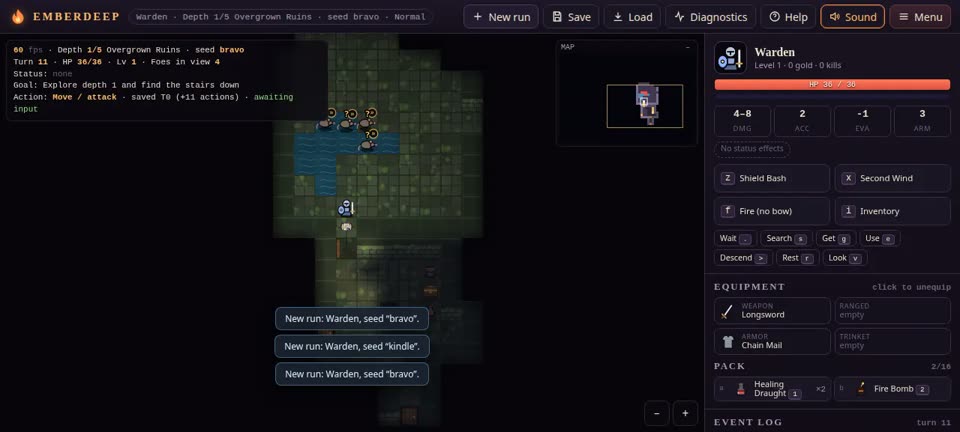 EMBERDEEP
Warden · Depth 1/5 Overgrown Ruins · seed bravo · Normal
New run
Save
Load
Diagnostics
Help
Sound
Menu
60 fps · Depth 1/5 Overgrown Ruins · seed bravo
Turn 11 · HP 36/36 · Lv 1 · Foes in view 4
Status: none
Goal: Explore depth 1 and find the stairs down
Action: Move / attack · saved T0 (+11 actions) · awaiting
input
MAP
–
? ? ?
?
New run: Warden, seed “bravo”.
New run: Warden, seed “kindle”.
New run: Warden, seed “bravo”.
− +
Warden
Level 1 · 0 gold · 0 kills
HP 36 / 36
4–8 2 -1 3
DMG ACC EVA ARM
No status effects
Z Shield Bash
X Second Wind
f Fire (no bow)
i Inventory
Wait . Search s Get g Use e
Descend > Rest r Look v
EQUIPMENT click to unequip
WEAPON
Longsword
RANGED
empty
ARMOR
Chain Mail
TRINKET
empty
PACK 2/16
a Healing Draught 1 ×2
b Fire Bomb 2
EVENT LOG turn 11